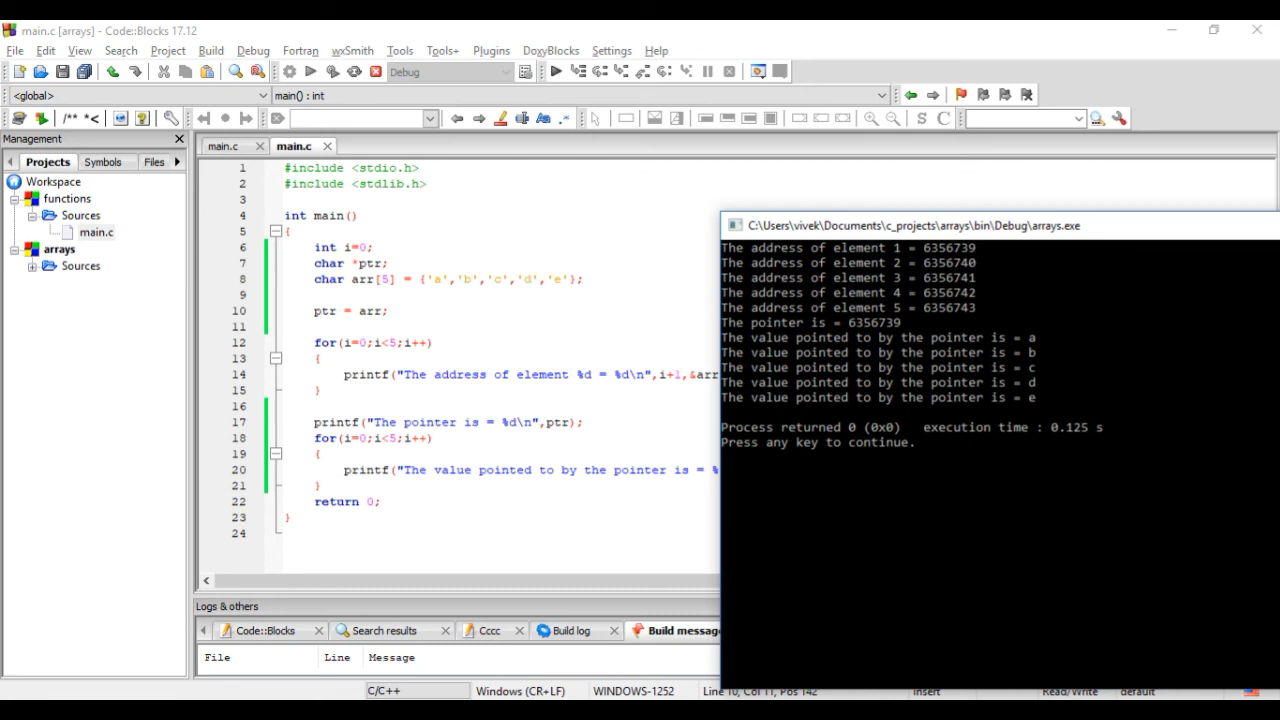 main.c [arrays] - Code::Blocks 17.12
File Edit View Search Project Build Debug Fortran wxSmith Tools Tools+ Plugins DoxyBlocks Settings Help
Debug
<global>
main() : int
/** *<
S C
Management
Projects Symbols Files
Workspace
functions
Sources
main.c
arrays
Sources
main.c main.c
1 #include <stdio.h>
2 #include <stdlib.h>
3
4 int main()
5 {
6 int i=0;
7 char *ptr;
8 char arr[5] = {'a','b','c','d','e'};
9
10 ptr = arr;
11
12 for(i=0;i<5;i++)
13 {
14 printf("The address of element %d = %d\n",i+1,&arr
15 }
16
17 printf("The pointer is = %d\n",ptr);
18 for(i=0;i<5;i++)
19 {
20 printf("The value pointed to by the pointer is = %
21 }
22 return 0;
23 }
24
C:\Users\vivek\Documents\c_projects\arrays\bin\Debug\arrays.exe
The address of element 1 = 6356739
The address of element 2 = 6356740
The address of element 3 = 6356741
The address of element 4 = 6356742
The address of element 5 = 6356743
The pointer is = 6356739
The value pointed to by the pointer is = a
The value pointed to by the pointer is = b
The value pointed to by the pointer is = c
The value pointed to by the pointer is = d
The value pointed to by the pointer is = e
Process returned 0 (0x0) execution time : 0.125 s
Press any key to continue.
Logs & others
Code::Blocks Search results Cccc Build log Build message
File Line Message
C/C++ Windows (CR+LF) WINDOWS-1252 Line 10, Col 11, Pos 142 Insert Read/Write default